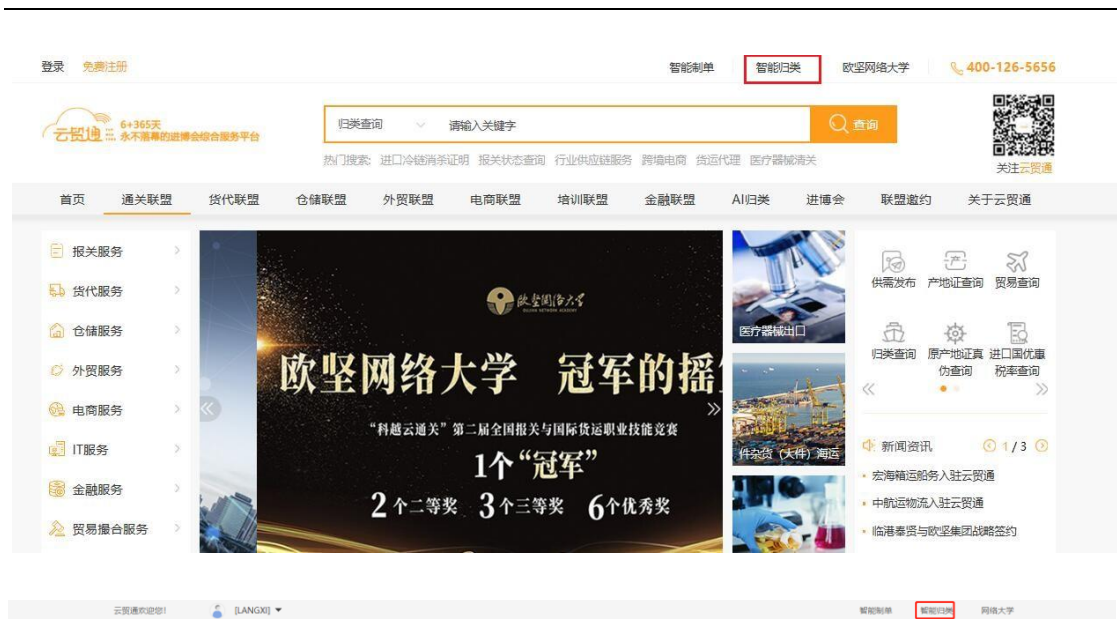 登录 免费注册 智能制单 智能归类 欧坚网络大学 400-126-5656
云贸通 6+365天
永不落幕的进博会综合服务平台
归类查询 请输入关键字 查询
热门搜索: 进口冷链消杀证明 报关状态查询 行业供应链服务 跨境电商 货运代理 医疗器械清关
关注云贸通
首页 通关联盟 货代联盟 仓储联盟 外贸联盟 电商联盟 培训联盟 金融联盟 AI归类 进博会 联盟邀约 关于云贸通
报关服务
货代服务
仓储服务
外贸服务
电商服务
IT服务
金融服务
贸易撮合服务
欧坚网络大学
欧坚网络大学 冠军的摇
“科越云通关”第二届全国报关与国际货运职业技能竞赛
1个“冠军”
2个二等奖 3个三等奖 6个优秀奖
医疗器械出口
件杂货（大件）海运
供需发布 产地证查询 贸易查询
归类查询 原产地证真伪查询 进口国优惠税率查询
新闻资讯 1 / 3
宏海箱运船务入驻云贸通
中航运物流入驻云贸通
临港奉贤与欧坚集团战略签约
云贸通欢迎您! [LANGXI] 智能制单 智能归类 网络大学